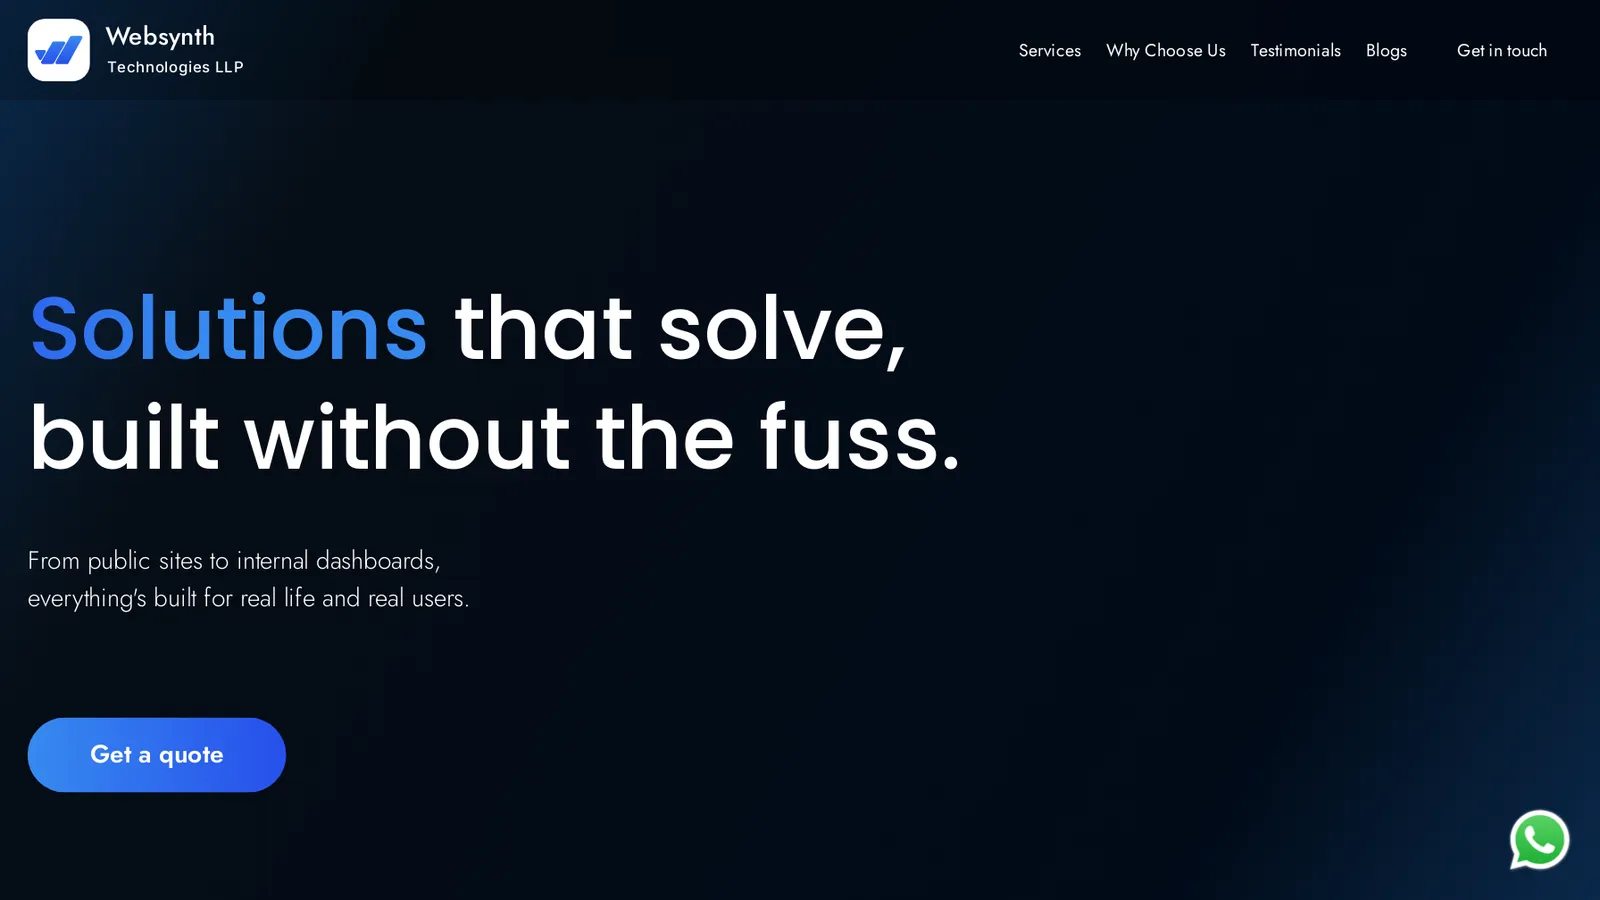 Websynth
Technologies LLP
Services
Why Choose Us
Testimonials
Blogs
Get in touch
Solutions that solve,
built without the fuss.
From public sites to internal dashboards,
everything's built for real life and real users.
Get a quote